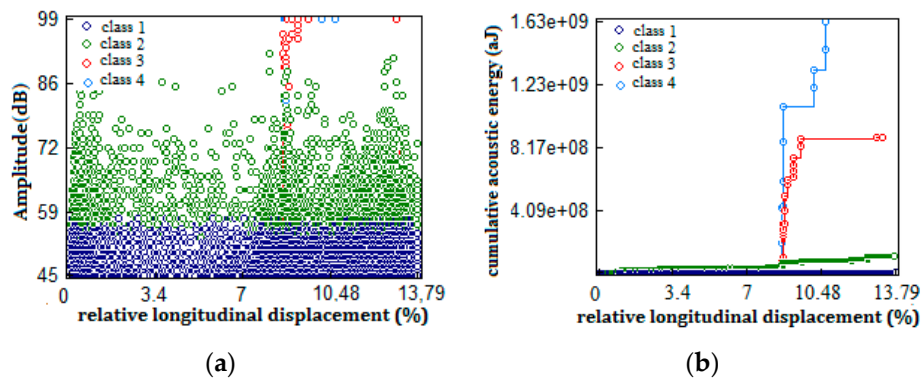 99
86
72
59
45
Amplitude(dB)
class 1
class 2
class 3
class 4
0 3.4 7 10.48 13,79
relative longitudinal displacement (%)
(a)
1.63e+09
1.23e+09
8.17e+08
4.09e+08
cumulative acoustic energy (aJ)
class 1
class 2
class 3
class 4
0 3.4 7 10.48 13.79
relative longitudinal displacement (%)
(b)